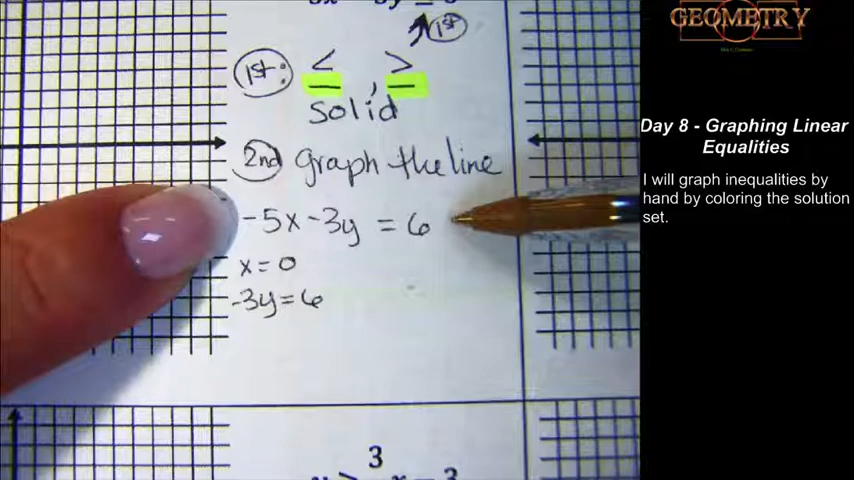 1st
1st:
< , >
solid
2nd graph the line
-5x - 3y = 6
x = 0
-3y = 6
3
GEOMETRY
Day 8 - Graphing Linear
Equalities
I will graph inequalities by
hand by coloring the solution
set.